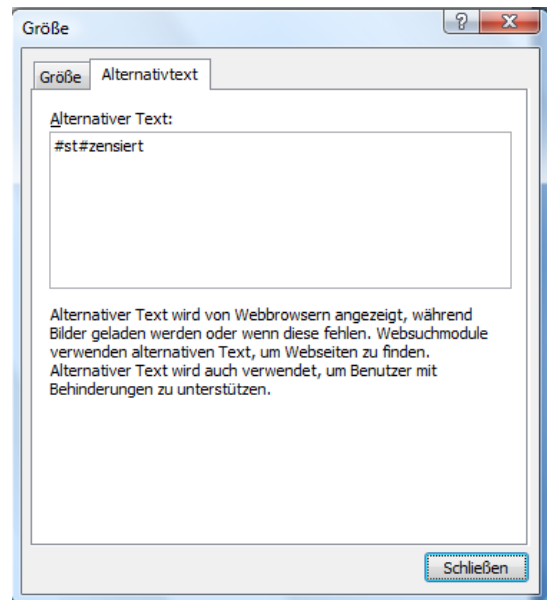 Größe
?
X
Größe
Alternativtext
Alternativer Text:
#st#zensiert
Alternativer Text wird von Webbrowsern angezeigt, während
Bilder geladen werden oder wenn diese fehlen. Websuchmodule
verwenden alternativen Text, um Webseiten zu finden.
Alternativer Text wird auch verwendet, um Benutzer mit
Behinderungen zu unterstützen.
Schließen